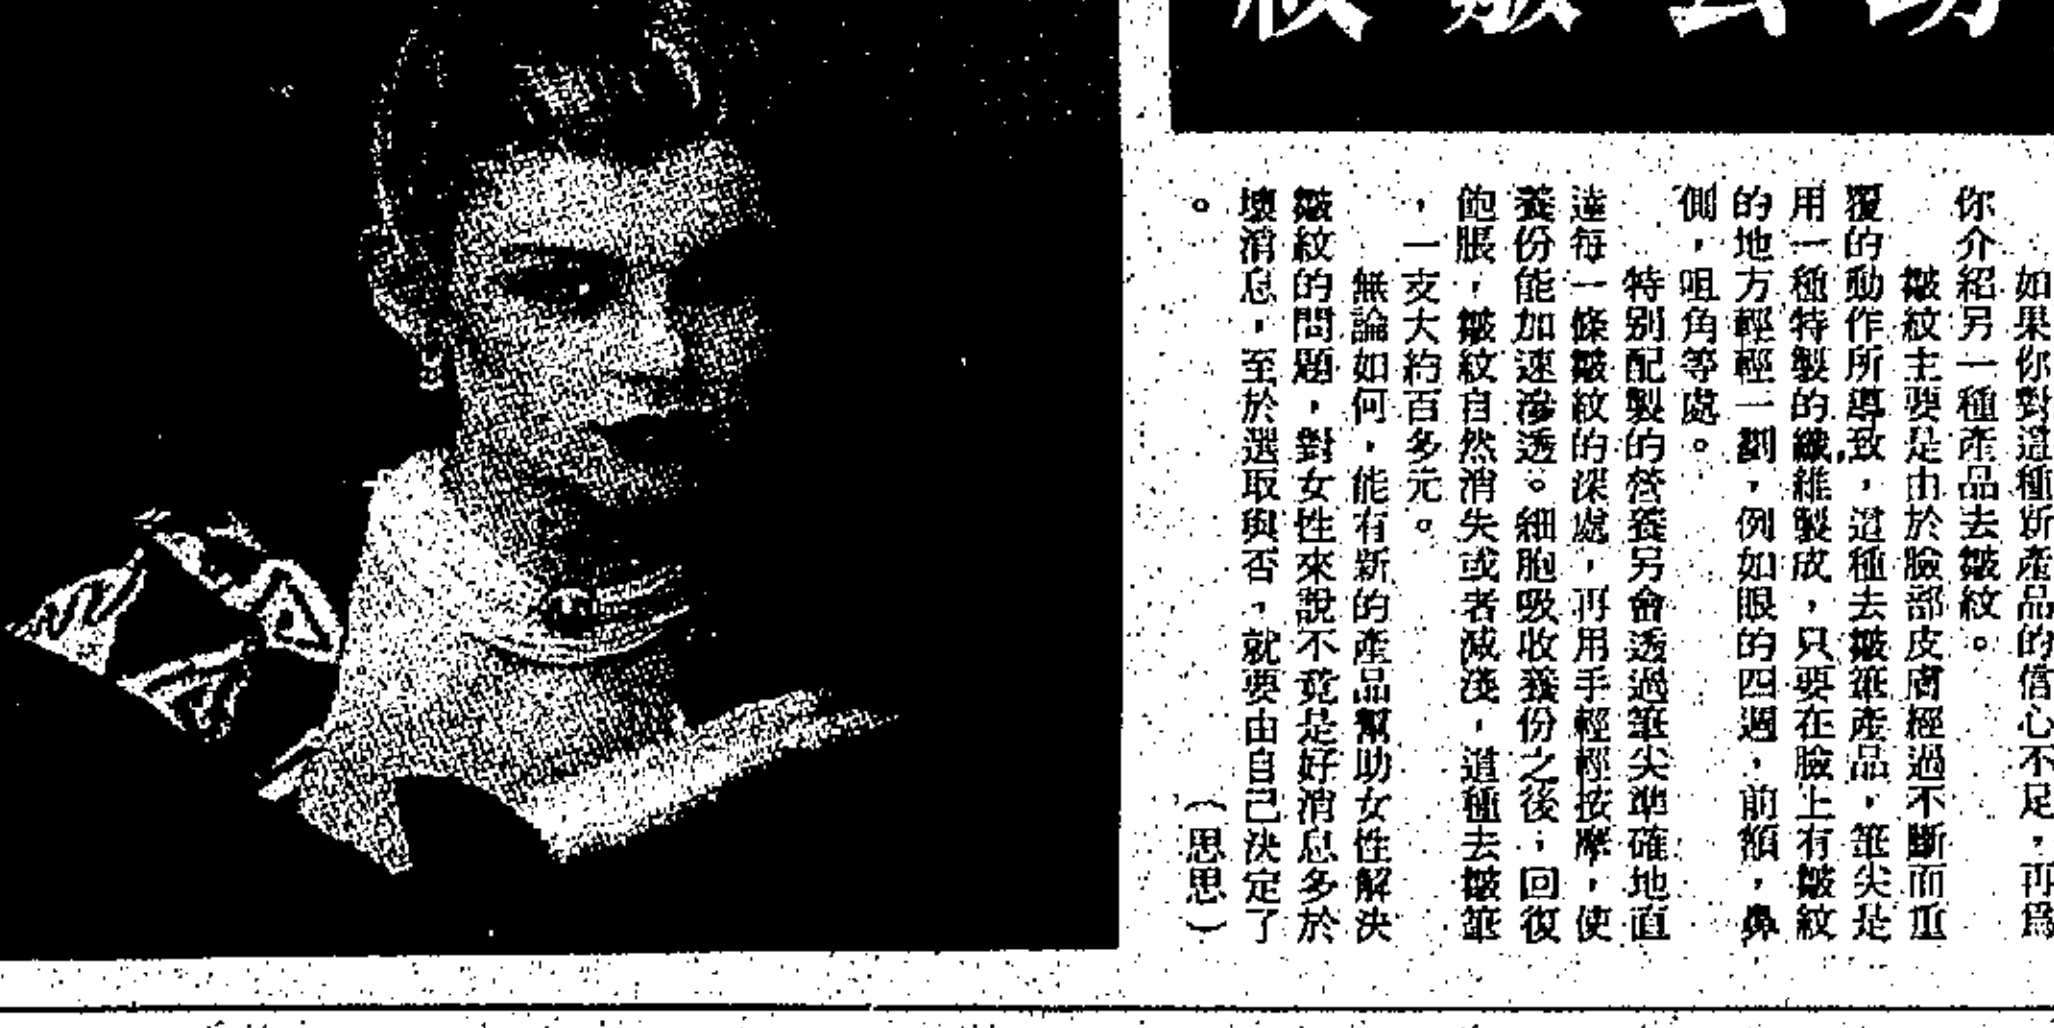 助去皺紋
如果你對這種新產品的信心不足，再爲
你介紹另一種產品去皺紋。
皺紋主要是由於臉部皮膚經過不斷而重
覆的動作所導致，這種去皺筆產品，筆尖是
用一種特製的纖維製成，只要在臉上有皺紋
的地方輕輕一劃，例如眼的四週，前額，鼻
側，咀角等處。
特別配製的營養另會透過筆尖準確地直
達每一條皺紋的深處，再用手輕輕按摩，使
養份能加速滲透。細胞吸收養份之後，回復
飽脹，皺紋自然消失或者減淺，這種去皺筆
，一支大約百多元。
無論如何，能有新的產品幫助女性解決
皺紋的問題，對女性來說不竟是好消息多於
壞消息，至於選取與否，就要由自己決定了
。（思思）